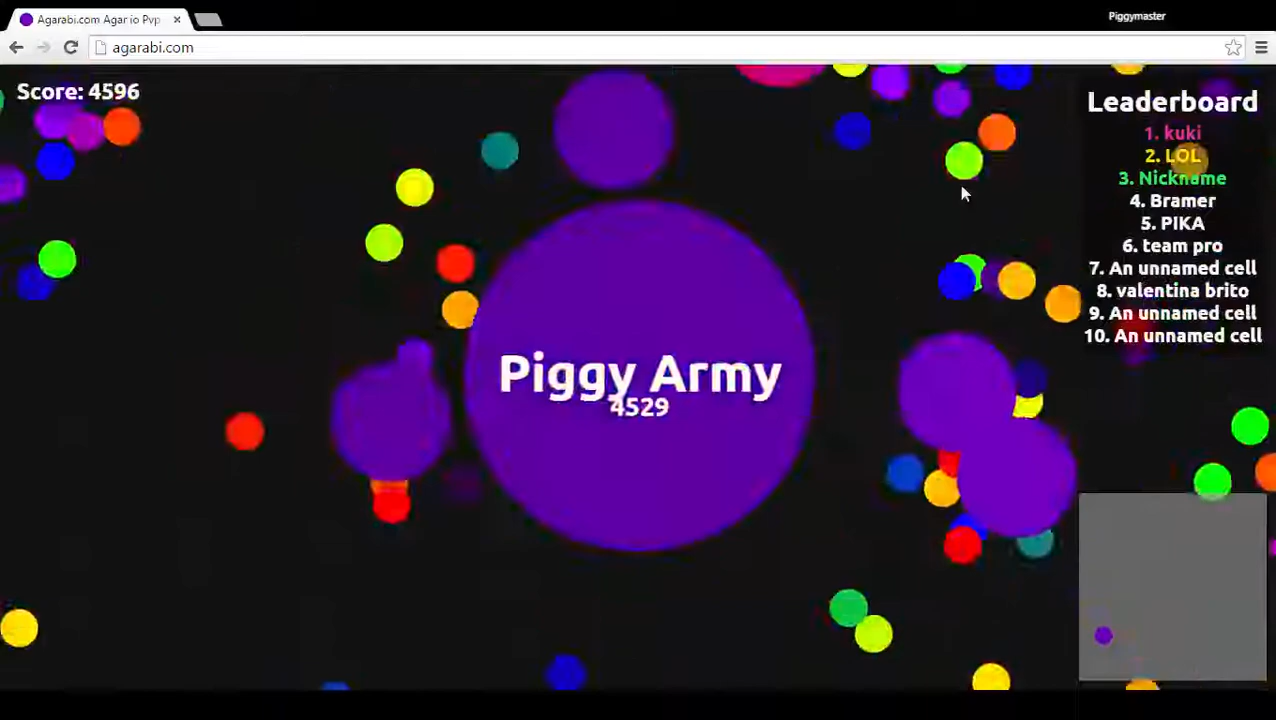 Agarabi.com Agar io Pvp
Piggymaster
agarabi.com
Score: 4596
Leaderboard
1. kuki
2. LOL
3. Nickname
4. Bramer
5. PIKA
6. team pro
7. An unnamed cell
8. valentina brito
9. An unnamed cell
10. An unnamed cell
Piggy Army
4529